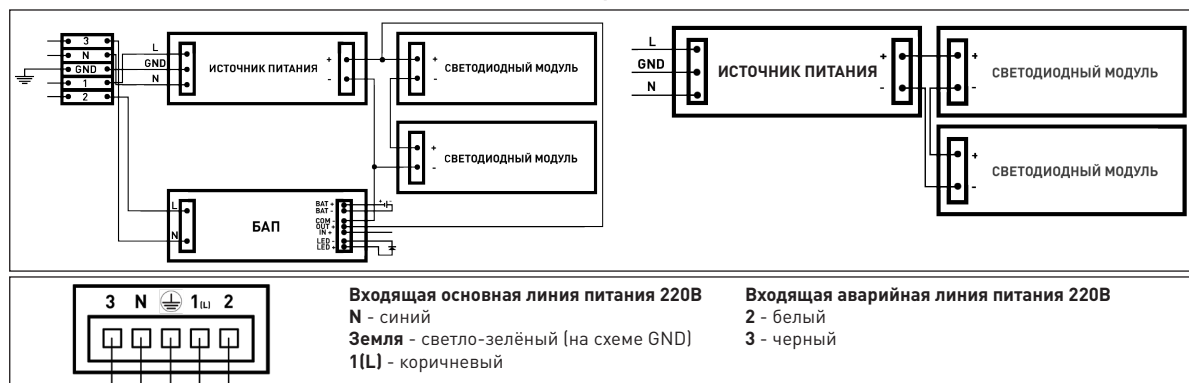 3
N
GND
1
2
L
GND
N
ИСТОЧНИК ПИТАНИЯ
+
-
+
-
СВЕТОДИОДНЫЙ МОДУЛЬ
+
-
СВЕТОДИОДНЫЙ МОДУЛЬ
L
N
БАП
BAT +
BAT -
COM -
OUT +
IN +
LED -
LED +
+
-
L
GND
N
ИСТОЧНИК ПИТАНИЯ
+
-
+
-
СВЕТОДИОДНЫЙ МОДУЛЬ
+
-
СВЕТОДИОДНЫЙ МОДУЛЬ
3 N 1(L) 2
Входящая основная линия питания 220В
N - синий
Земля - светло-зелёный (на схеме GND)
1(L) - коричневый
Входящая аварийная линия питания 220В
2 - белый
3 - черный